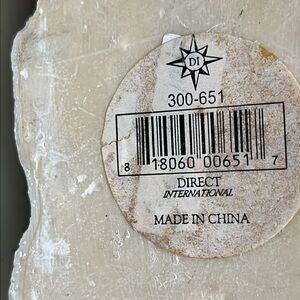 DI
300-651
8 18060 00651 7
DIRECT
INTERNATIONAL
MADE IN CHINA